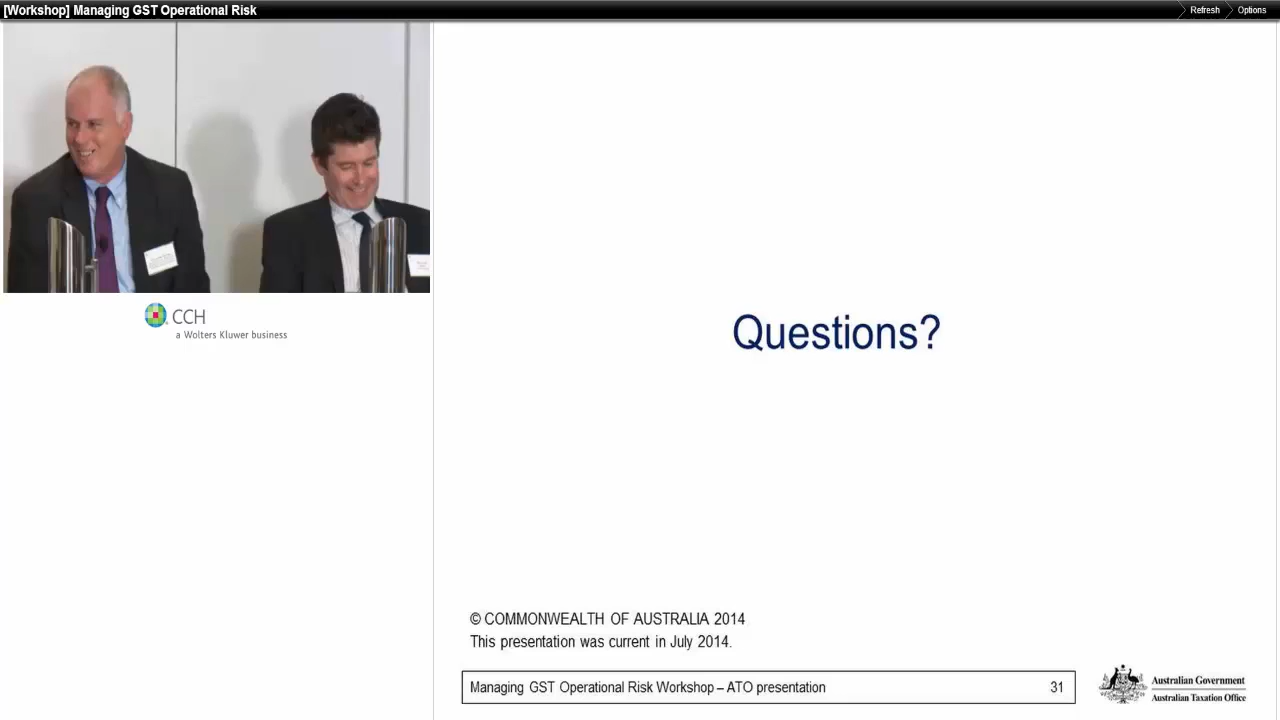 [Workshop] Managing GST Operational Risk
Refresh
Options
CCH
a Wolters Kluwer business
Questions?
© COMMONWEALTH OF AUSTRALIA 2014
This presentation was current in July 2014.
Managing GST Operational Risk Workshop – ATO presentation
31
Australian Government
Australian Taxation Office